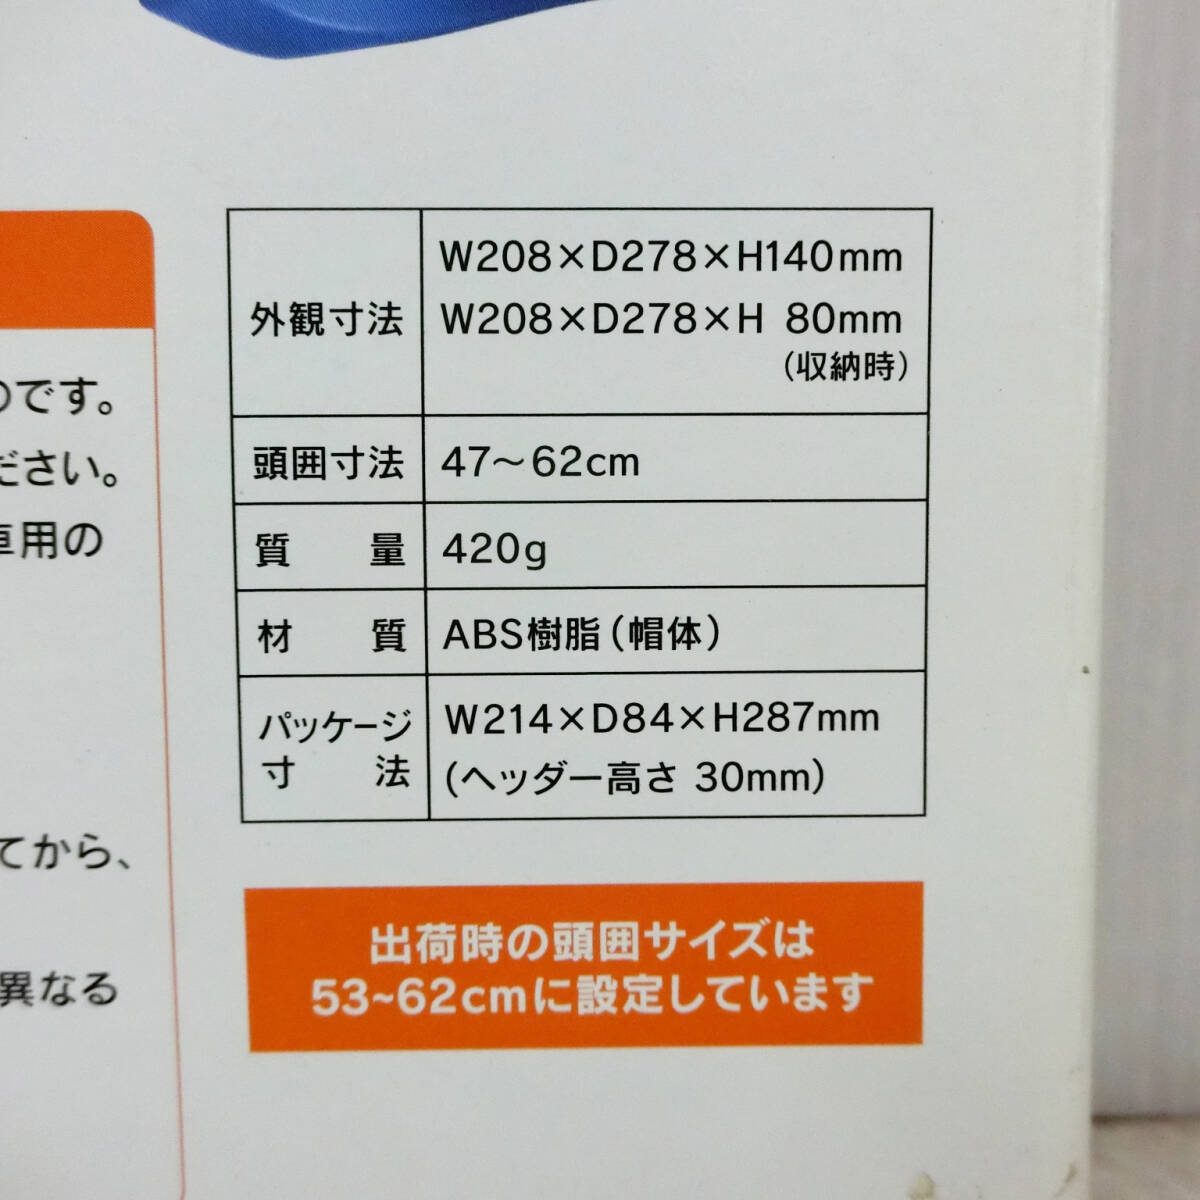 のです。
ださい。
車用の
てから、
異なる
外観寸法
W208×D278×H140mm
W208×D278×H 80mm
(収納時)
頭囲寸法 47～62cm
質量 420g
材質 ABS樹脂(帽体)
パッケージ
寸法
W214×D84×H287mm
(ヘッダー高さ 30mm)
出荷時の頭囲サイズは
53~62cmに設定しています